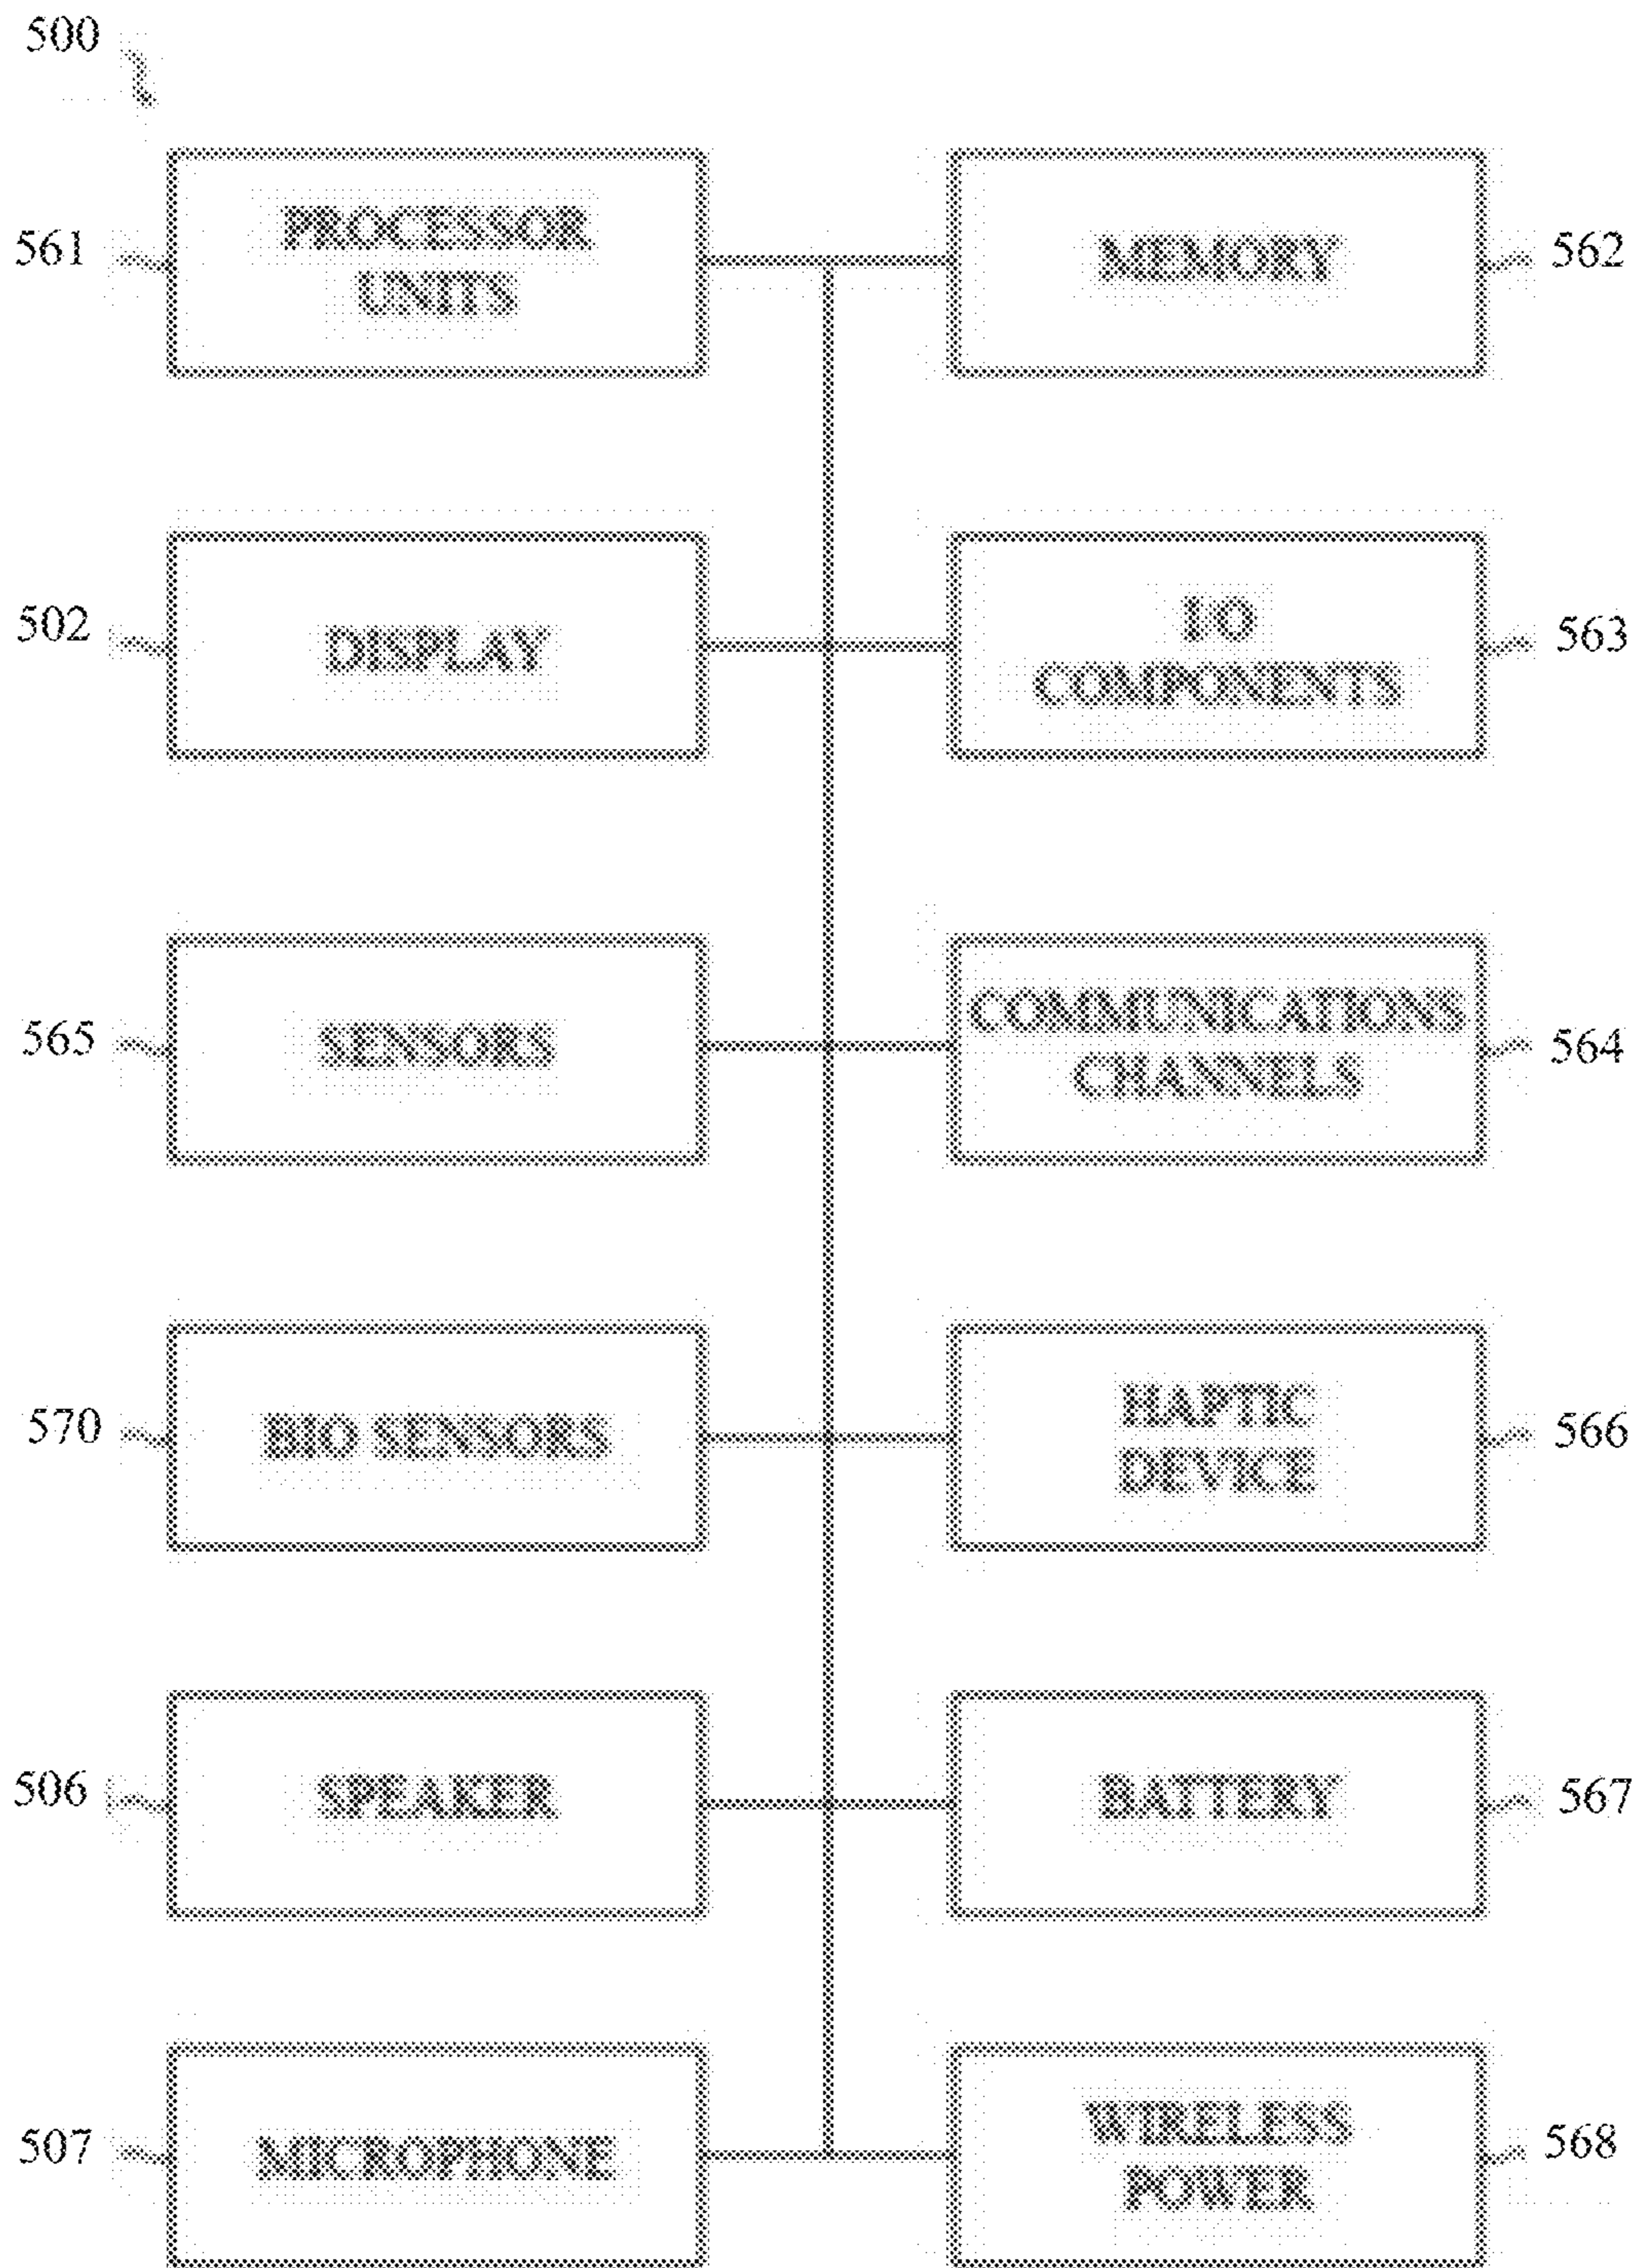 500
561
PROCESSOR
UNITS
MEMORY
562
502
DISPLAY
I/O
COMPONENTS
563
565
SENSORS
COMMUNICATIONS
CHANNELS
564
570
BIO SENSORS
HAPTIC
DEVICE
566
506
SPEAKER
BATTERY
567
507
MICROPHONE
WIRELESS
POWER
568